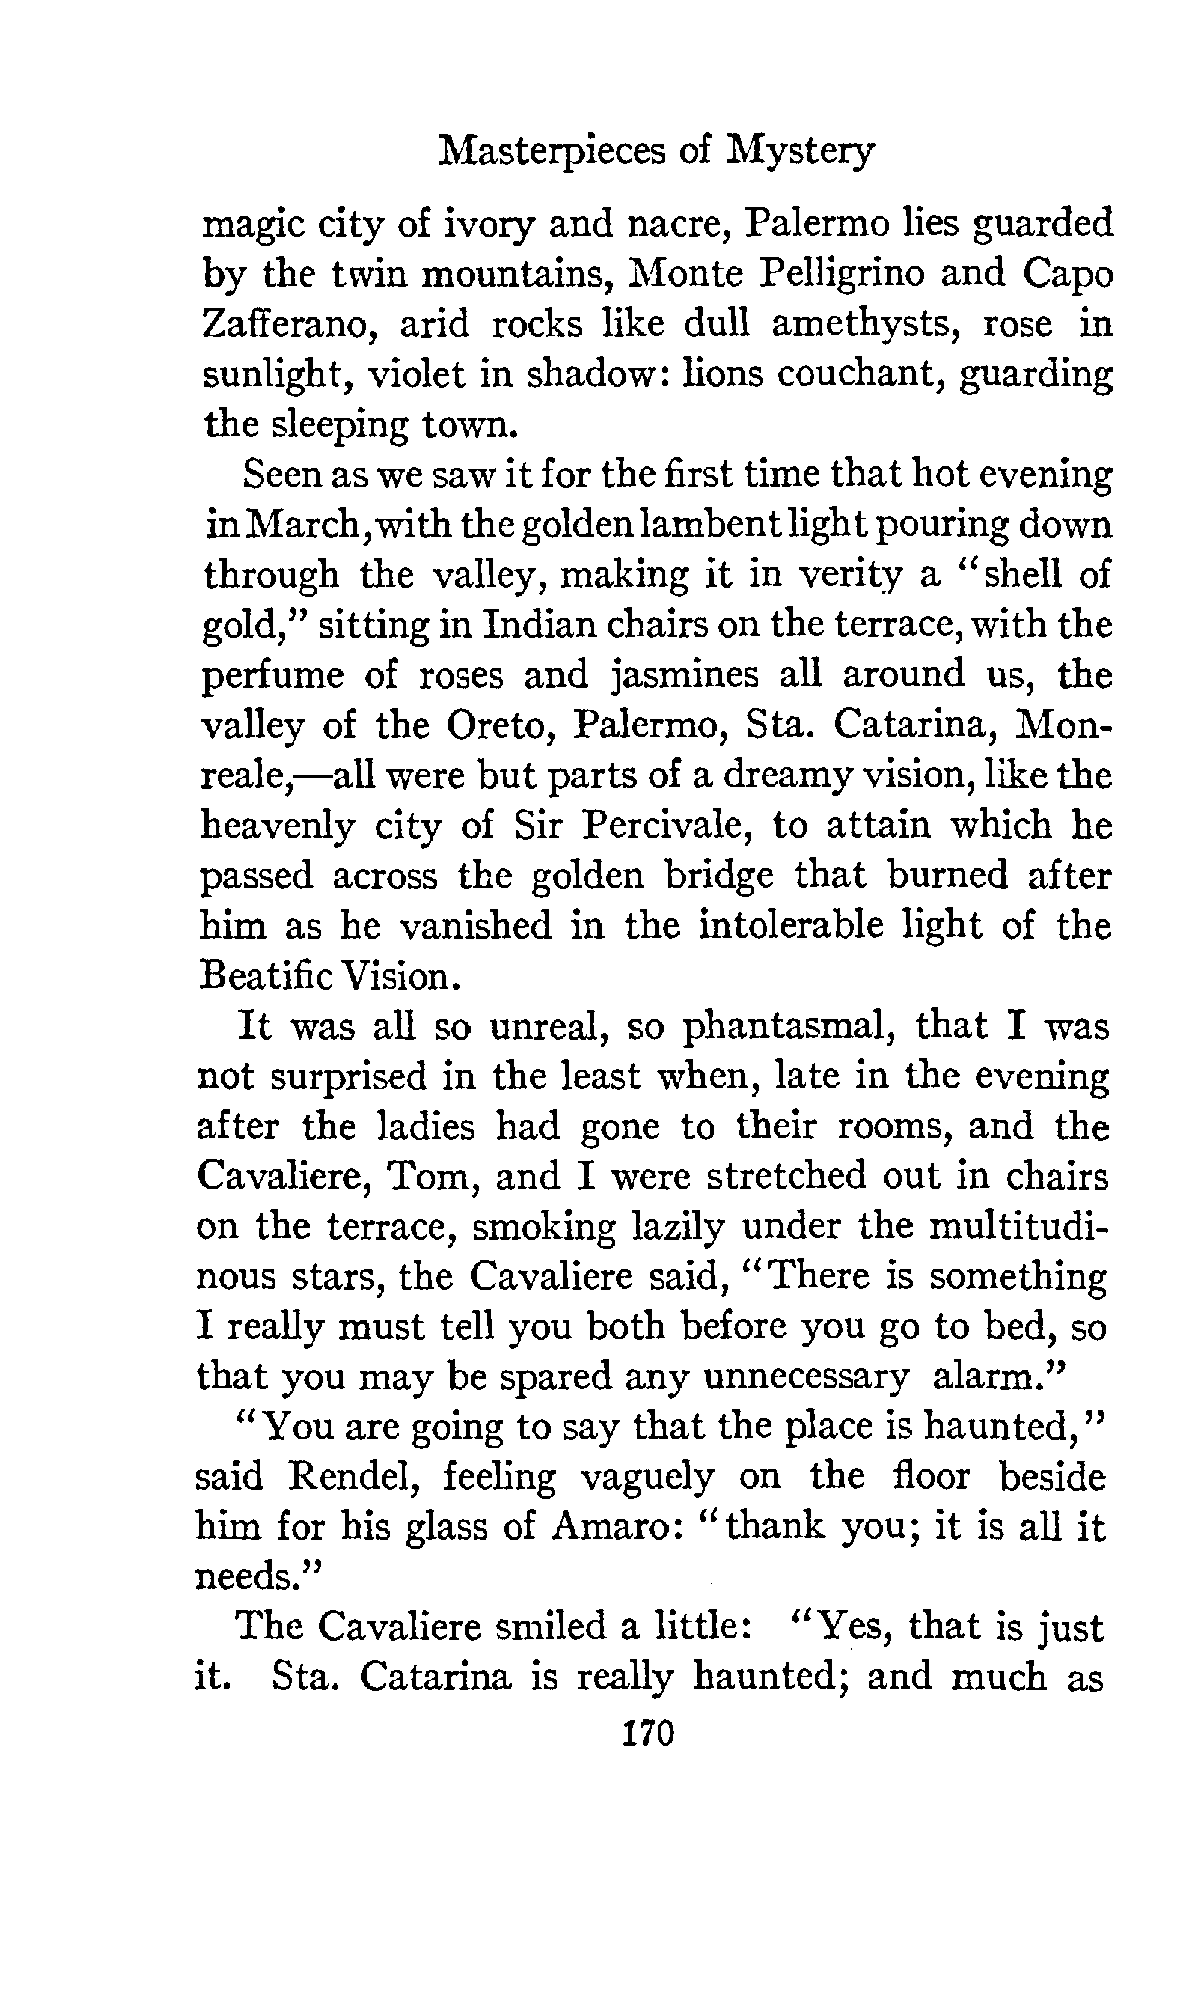 Masterpieces of Mystery
magic city of ivory and nacre, Palermo lies guarded
by the twin mountains, Monte Pelligrino and Capo
Zafferano, arid rocks like dull amethysts, rose in
sunlight, violet in shadow: lions couchant, guarding
the sleeping town.
Seen as we saw it for the first time that hot evening
in March, with the golden lambent light pouring down
through the valley, making it in verity a "shell of
gold," sitting in Indian chairs on the terrace, with the
perfume of roses and jasmines all around us, the
valley of the Oreto, Palermo, Sta. Catarina, Mon-
reale,—all were but parts of a dreamy vision, like the
heavenly city of Sir Percivale, to attain which he
passed across the golden bridge that burned after
him as he vanished in the intolerable light of the
Beatific Vision.
It was all so unreal, so phantasmal, that I was
not surprised in the least when, late in the evening
after the ladies had gone to their rooms, and the
Cavaliere, Tom, and I were stretched out in chairs
on the terrace, smoking lazily under the multitudi-
nous stars, the Cavaliere said, "There is something
I really must tell you both before you go to bed, so
that you may be spared any unnecessary alarm."
"You are going to say that the place is haunted,"
said Rendel, feeling vaguely on the floor beside
him for his glass of Amaro: "thank you; it is all it
needs."
The Cavaliere smiled a little: "Yes, that is just
it. Sta. Catarina is really haunted; and much as
170